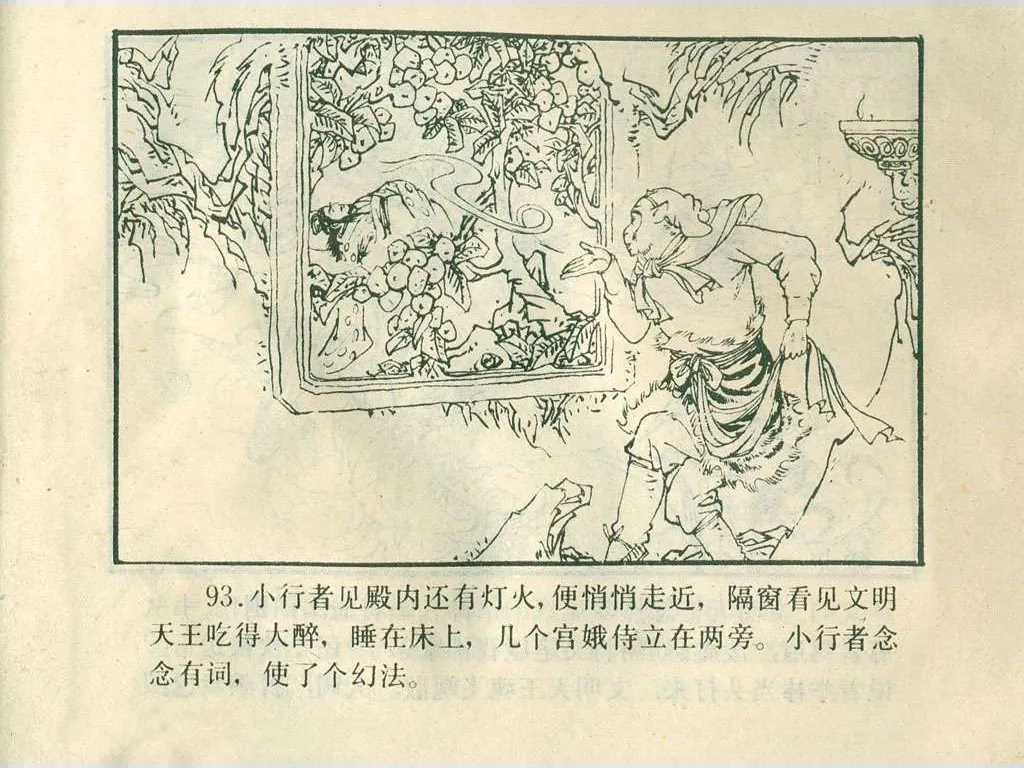 93.小行者见殿内还有灯火,便悄悄走近，隔窗看见文明
天王吃得大醉，睡在床上，几个宫娥侍立在两旁。小行者念
念有词，使了个幻法。